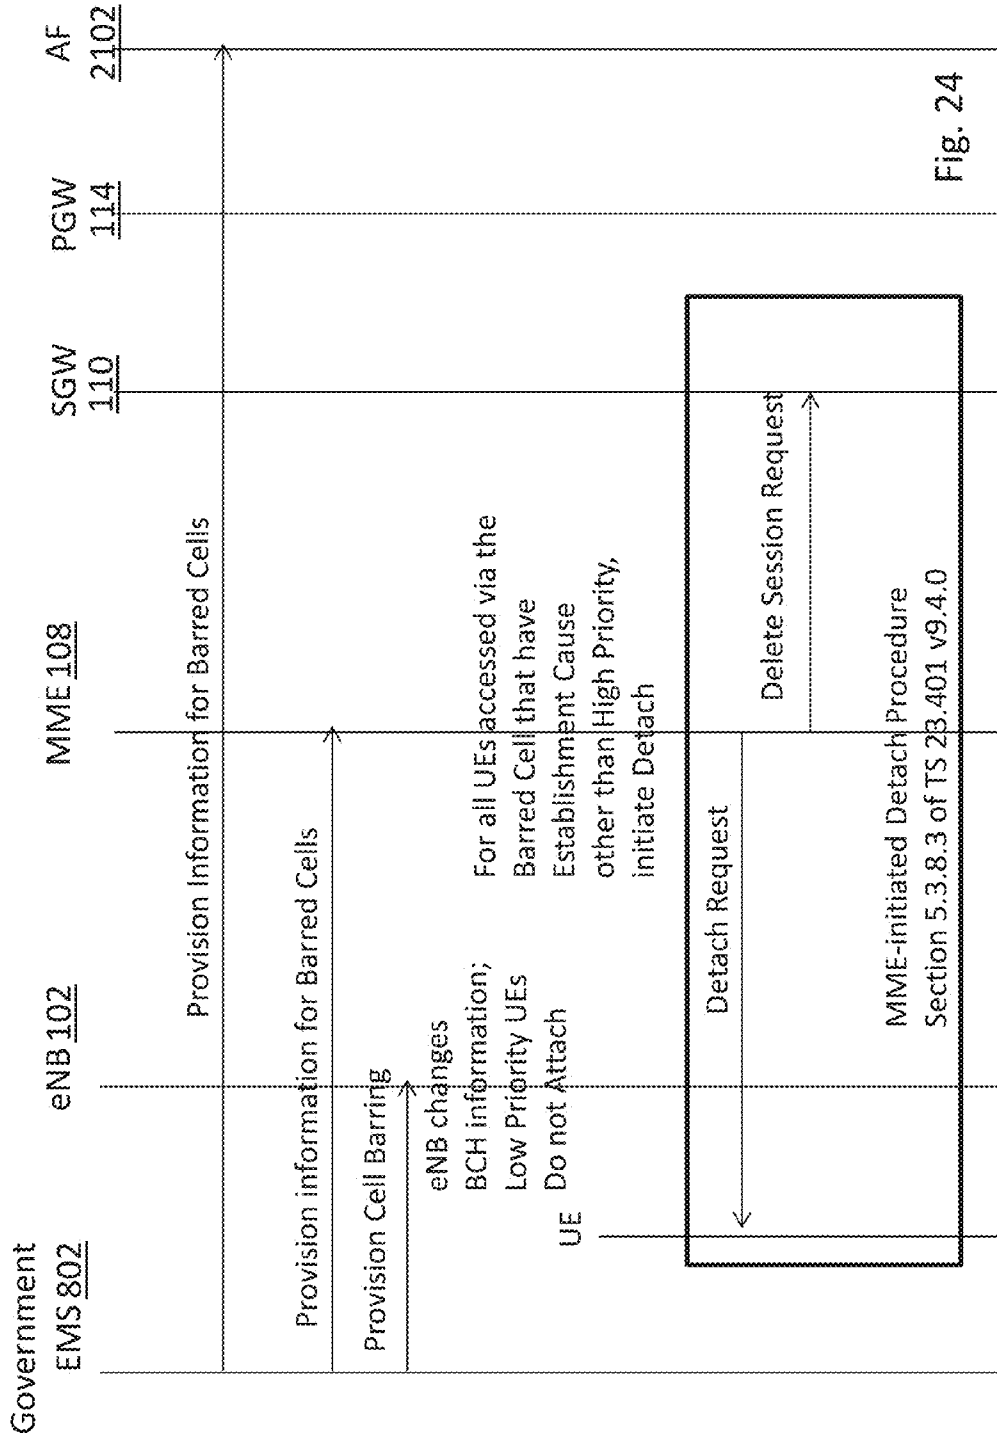 Government
EMS 802
eNB 102
MME 108
SGW
110
PGW
114
AF
2102
Provision Information for Barred Cells
Provision information for Barred Cells
Provision Cell Barring
eNB changes
BCH information;
Low Priority UEs
Do not Attach
For all UEs accessed via the
Barred Cell that have
Establishment Cause
other than High Priority,
initiate Detach
UE
Detach Request
Delete Session Request
MME-initiated Detach Procedure
Section 5.3.8.3 of TS 23.401 v9.4.0
Fig. 24